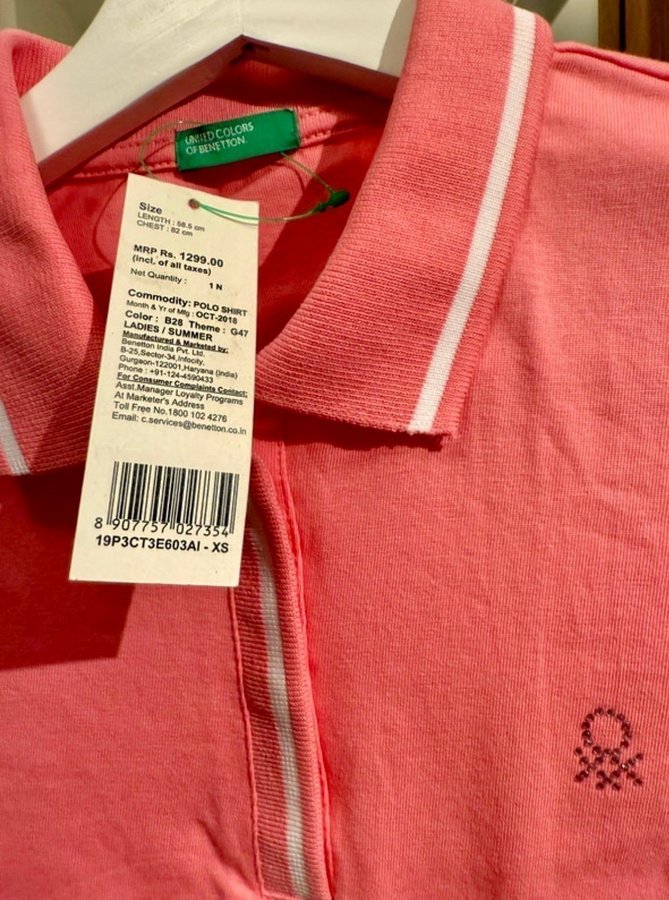 UNITED COLORS
OF BENETTON.
Size
LENGTH : 58.5 cm
CHEST : 82 cm
MRP Rs. 1299.00
(incl. of all taxes)
Net Quantity : 1 N
Commodity: POLO SHIRT
Month & Yr of Mfg : OCT-2018
Color : B28 Theme : G47
LADIES / SUMMER
Manufactured & Marketed by:
Benetton India Pvt. Ltd.
B-25,Sector-34,Infocity,
Gurgaon-122001,Haryana (India)
Phone : +91-124-4590433
For Consumer Complaints Contact:
Asst.Manager Loyalty Programs
At Marketer's Address
Toll Free No.1800 102 4276
Email: c.services@benetton.co.in
8 907757 027354
19P3CT3E603AI - XS